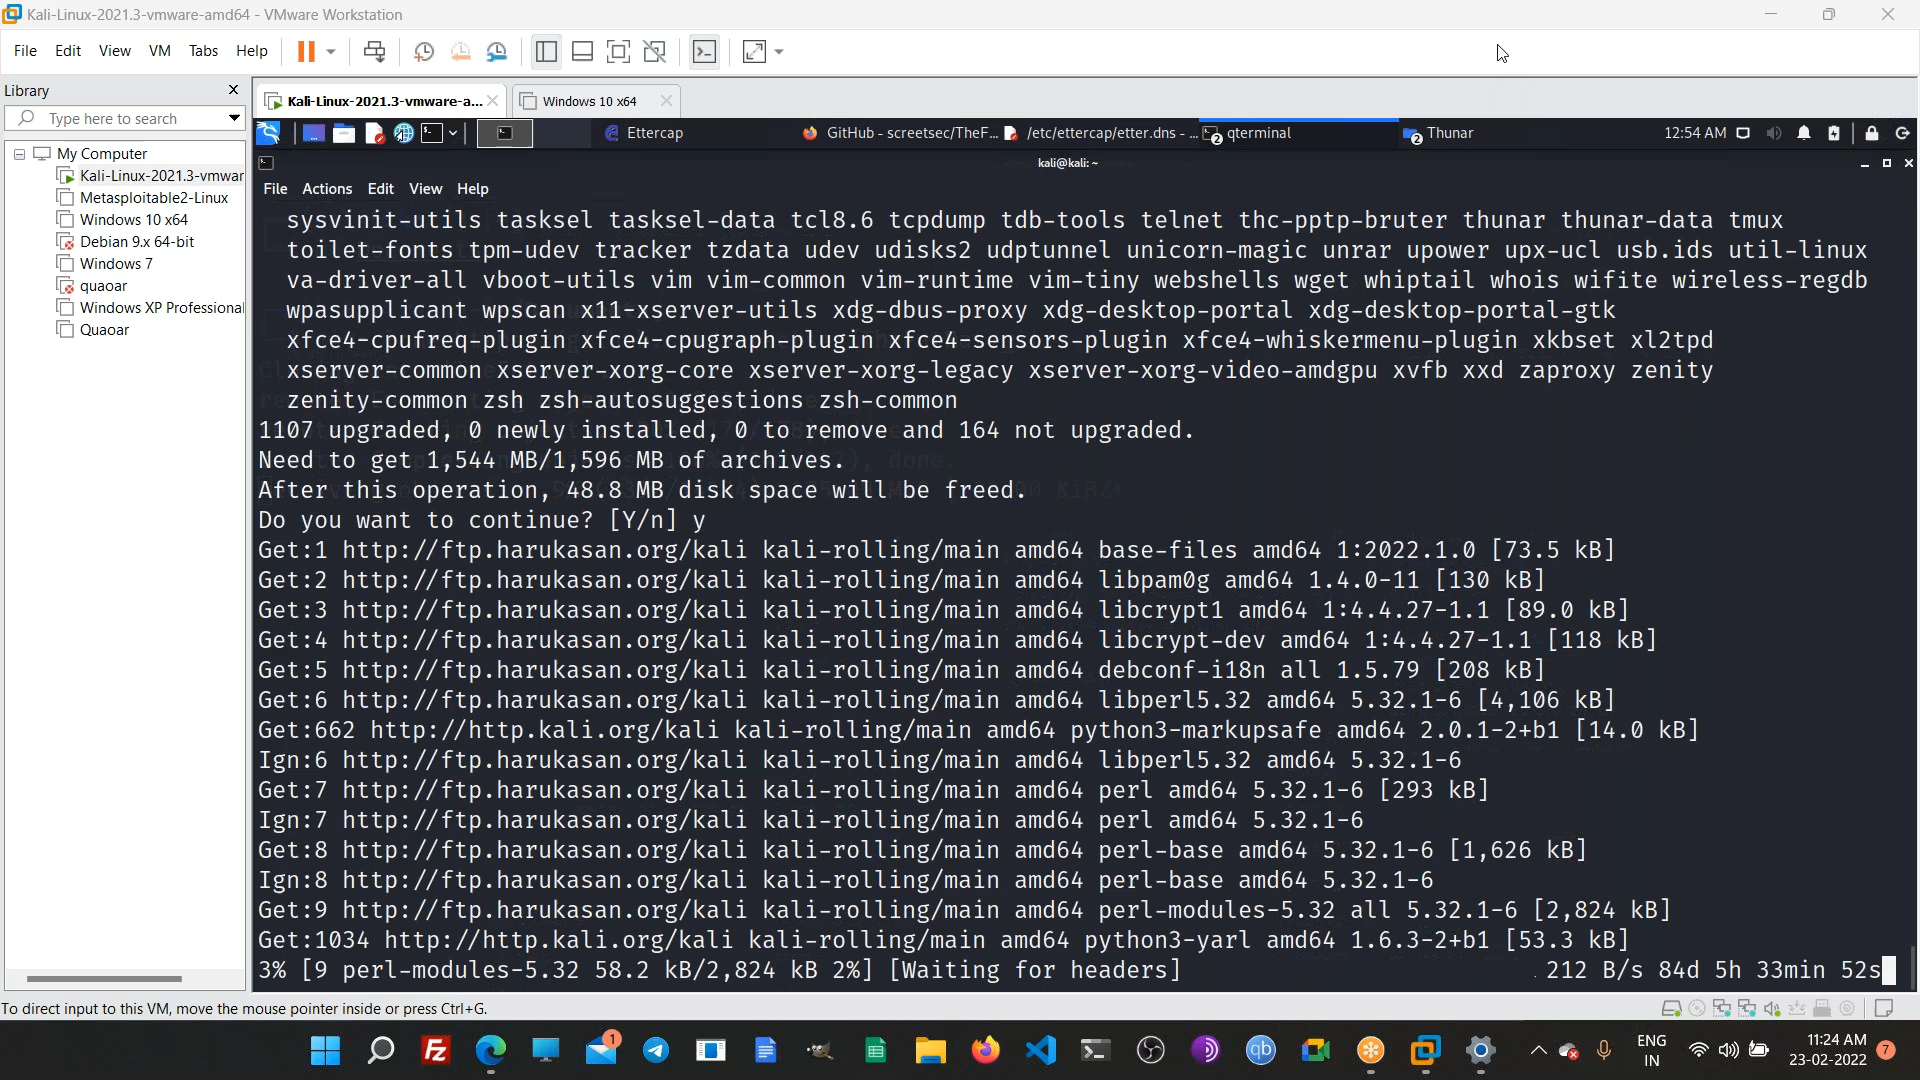 Kali-Linux-2021.3-vmware-amd64 - VMware Workstation
File Edit View VM Tabs Help
Library
Type here to search
My Computer
Kali-Linux-2021.3-vmwar
Metasploitable2-Linux
Windows 10 x64
Debian 9.x 64-bit
Windows 7
quaoar
Windows XP Professional
Quaoar
Kali-Linux-2021.3-vmware-a... Windows 10 x64
Ettercap GitHub - screetsec/TheF... /etc/ettercap/etter.dns - ... 2 qterminal 2 Thunar 12:54 AM
kali@kali: ~
File Actions Edit View Help
sysvinit-utils tasksel tasksel-data tcl8.6 tcpdump tdb-tools telnet thc-pptp-bruter thunar thunar-data tmux
toilet-fonts tpm-udev tracker tzdata udev udisks2 udptunnel unicorn-magic unrar upower upx-ucl usb.ids util-linux
va-driver-all vboot-utils vim vim-common vim-runtime vim-tiny webshells wget whiptail whois wifite wireless-regdb
wpasupplicant wpscan x11-xserver-utils xdg-dbus-proxy xdg-desktop-portal xdg-desktop-portal-gtk
xfce4-cpufreq-plugin xfce4-cpugraph-plugin xfce4-sensors-plugin xfce4-whiskermenu-plugin xkbset xl2tpd
xserver-common xserver-xorg-core xserver-xorg-legacy xserver-xorg-video-amdgpu xvfb xxd zaproxy zenity
zenity-common zsh zsh-autosuggestions zsh-common
1107 upgraded, 0 newly installed, 0 to remove and 164 not upgraded.
Need to get 1,544 MB/1,596 MB of archives.
After this operation, 48.8 MB disk space will be freed.
Do you want to continue? [Y/n] y
Get:1 http://ftp.harukasan.org/kali kali-rolling/main amd64 base-files amd64 1:2022.1.0 [73.5 kB]
Get:2 http://ftp.harukasan.org/kali kali-rolling/main amd64 libpam0g amd64 1.4.0-11 [130 kB]
Get:3 http://ftp.harukasan.org/kali kali-rolling/main amd64 libcrypt1 amd64 1:4.4.27-1.1 [89.0 kB]
Get:4 http://ftp.harukasan.org/kali kali-rolling/main amd64 libcrypt-dev amd64 1:4.4.27-1.1 [118 kB]
Get:5 http://ftp.harukasan.org/kali kali-rolling/main amd64 debconf-i18n all 1.5.79 [208 kB]
Get:6 http://ftp.harukasan.org/kali kali-rolling/main amd64 libperl5.32 amd64 5.32.1-6 [4,106 kB]
Get:662 http://http.kali.org/kali kali-rolling/main amd64 python3-markupsafe amd64 2.0.1-2+b1 [14.0 kB]
Ign:6 http://ftp.harukasan.org/kali kali-rolling/main amd64 libperl5.32 amd64 5.32.1-6
Get:7 http://ftp.harukasan.org/kali kali-rolling/main amd64 perl amd64 5.32.1-6 [293 kB]
Ign:7 http://ftp.harukasan.org/kali kali-rolling/main amd64 perl amd64 5.32.1-6
Get:8 http://ftp.harukasan.org/kali kali-rolling/main amd64 perl-base amd64 5.32.1-6 [1,626 kB]
Ign:8 http://ftp.harukasan.org/kali kali-rolling/main amd64 perl-base amd64 5.32.1-6
Get:9 http://ftp.harukasan.org/kali kali-rolling/main amd64 perl-modules-5.32 all 5.32.1-6 [2,824 kB]
Get:1034 http://http.kali.org/kali kali-rolling/main amd64 python3-yarl amd64 1.6.3-2+b1 [53.3 kB]
3% [9 perl-modules-5.32 58.2 kB/2,824 kB 2%] [Waiting for headers] 212 B/s 84d 5h 33min 52s
To direct input to this VM, move the mouse pointer inside or press Ctrl+G.
1
ENG
IN
11:24 AM
23-02-2022
7